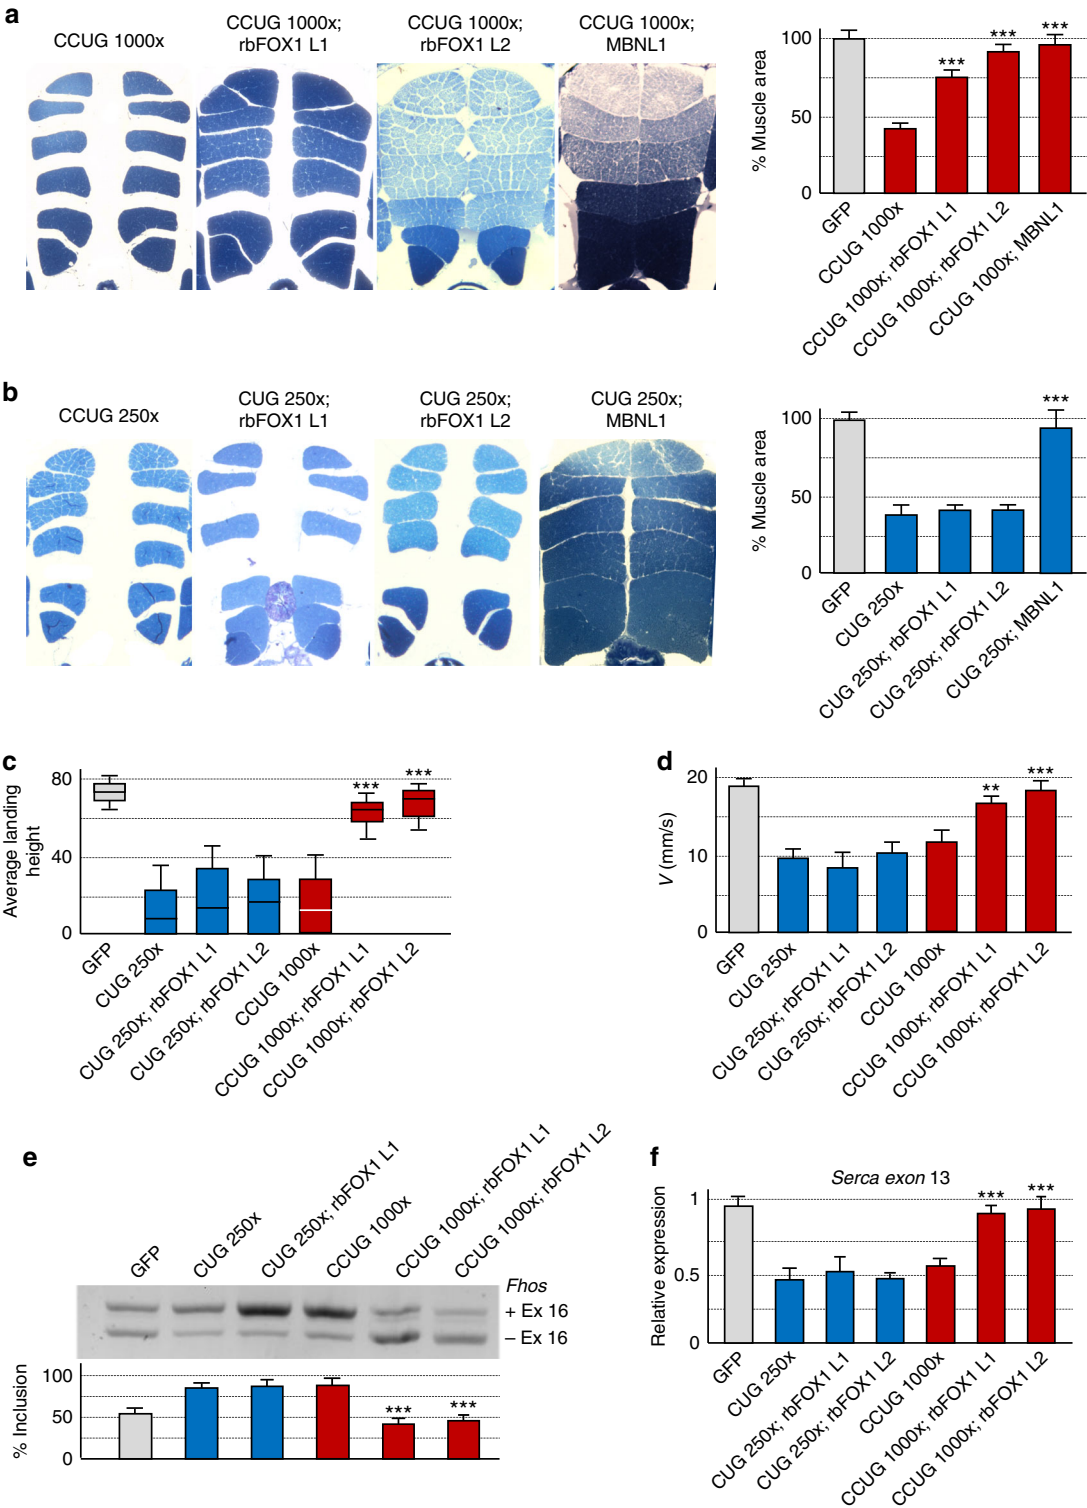 a
CCUG 1000x
CCUG 1000x;
rbFOX1 L1
CCUG 1000x;
rbFOX1 L2
CCUG 1000x;
MBNL1
% Muscle area
100
50
0
***
***
***
GFP
CCUG 1000x
CCUG 1000x; rbFOX1 L1
CCUG 1000x; rbFOX1 L2
CCUG 1000x; MBNL1
b
CCUG 250x
CUG 250x;
rbFOX1 L1
CUG 250x;
rbFOX1 L2
CUG 250x;
MBNL1
% Muscle area
100
50
0
***
GFP
CUG 250x
CUG 250x; rbFOX1 L1
CUG 250x; rbFOX1 L2
CUG 250x; MBNL1
c
Average landing
height
80
40
0
***
***
GFP
CUG 250x
CUG 250x; rbFOX1 L1
CUG 250x; rbFOX1 L2
CCUG 1000x
CCUG 1000x; rbFOX1 L1
CCUG 1000x; rbFOX1 L2
d
V (mm/s)
20
10
0
**
***
GFP
CUG 250x
CUG 250x; rbFOX1 L1
CUG 250x; rbFOX1 L2
CCUG 1000x
CCUG 1000x; rbFOX1 L1
CCUG 1000x; rbFOX1 L2
e
GFP
CUG 250x
CUG 250x; rbFOX1 L1
CCUG 1000x
CCUG 1000x; rbFOX1 L1
CCUG 1000x; rbFOX1 L2
Fhos
+ Ex 16
– Ex 16
% Inclusion
100
50
0
***
***
f
Serca exon 13
Relative expression
1
0.5
0
***
***
GFP
CUG 250x
CUG 250x; rbFOX1 L1
CUG 250x; rbFOX1 L2
CCUG 1000x
CCUG 1000x; rbFOX1 L1
CCUG 1000x; rbFOX1 L2